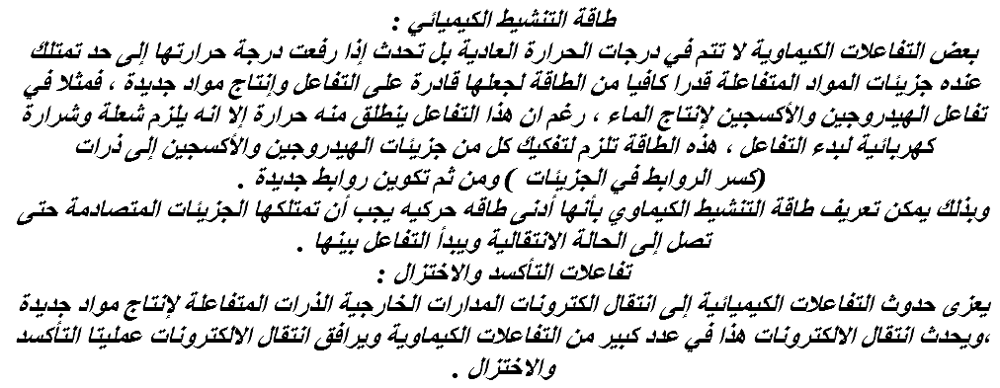 طاقة التنشيط الكيميائي :
بعض التفاعلات الكيماوية لا تتم في درجات الحرارة العادية بل تحدث إذا رفعت درجة حرارتها إلى حد تمتلك
عنده جزيئات المواد المتفاعلة قدرا كافيا من الطاقة لجعلها قادرة على التفاعل وإنتاج مواد جديدة ، فمثلا في
تفاعل الهيدروجين والأكسجين لإنتاج الماء ، رغم ان هذا التفاعل ينطلق منه حرارة إلا انه يلزم شعلة وشرارة
كهربائية لبدء التفاعل ، هذه الطاقة تلزم لتفكيك كل من جزيئات الهيدروجين والأكسجين إلى ذرات
(كسر الروابط في الجزيئات ) ومن ثم تكوين روابط جديدة .
وبذلك يمكن تعريف طاقة التنشيط الكيماوي بأنها أدنى طاقه حركيه يجب أن تمتلكها الجزيئات المتصادمة حتى
تصل إلى الحالة الانتقالية ويبدأ التفاعل بينها .
تفاعلات التأكسد والاختزال :
يعزى حدوث التفاعلات الكيميائية إلى انتقال الكترونات المدارات الخارجية الذرات المتفاعلة لإنتاج مواد جديدة
،ويحدث انتقال الالكترونات هذا في عدد كبير من التفاعلات الكيماوية ويرافق انتقال الالكترونات عمليتا التأكسد
والاختزال .